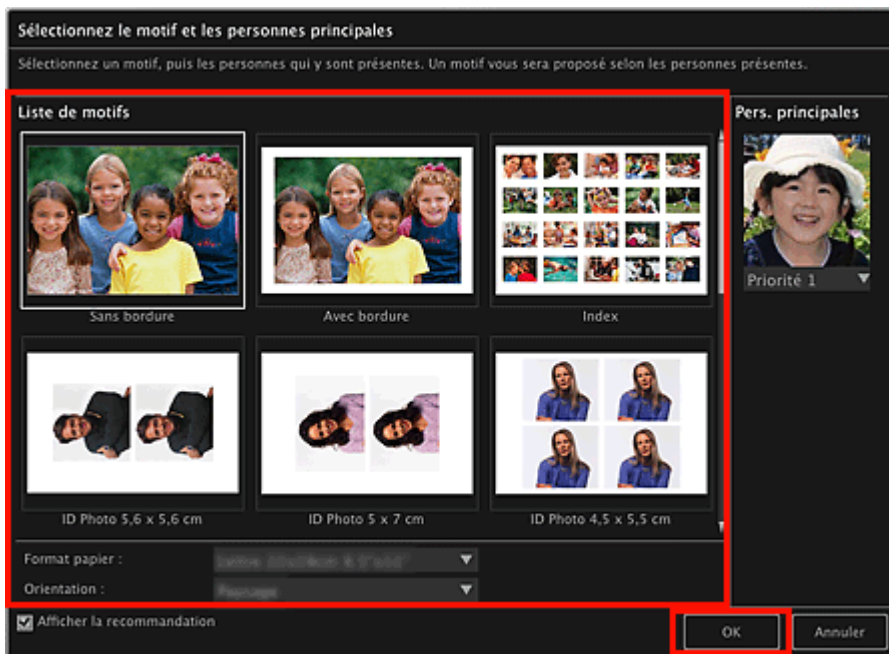 Sélectionnez le motif et les personnes principales
Sélectionnez un motif, puis les personnes qui y sont présentes. Un motif vous sera proposé selon les personnes présentes.
Liste de motifs
Pers. principales
Sans bordure
Avec bordure
Index
Priorité 1
ID Photo 5,6 x 5,6 cm
ID Photo 5 x 7 cm
ID Photo 4,5 x 5,5 cm
Format papier :
Orientation :
Afficher la recommandation
OK
Annuler